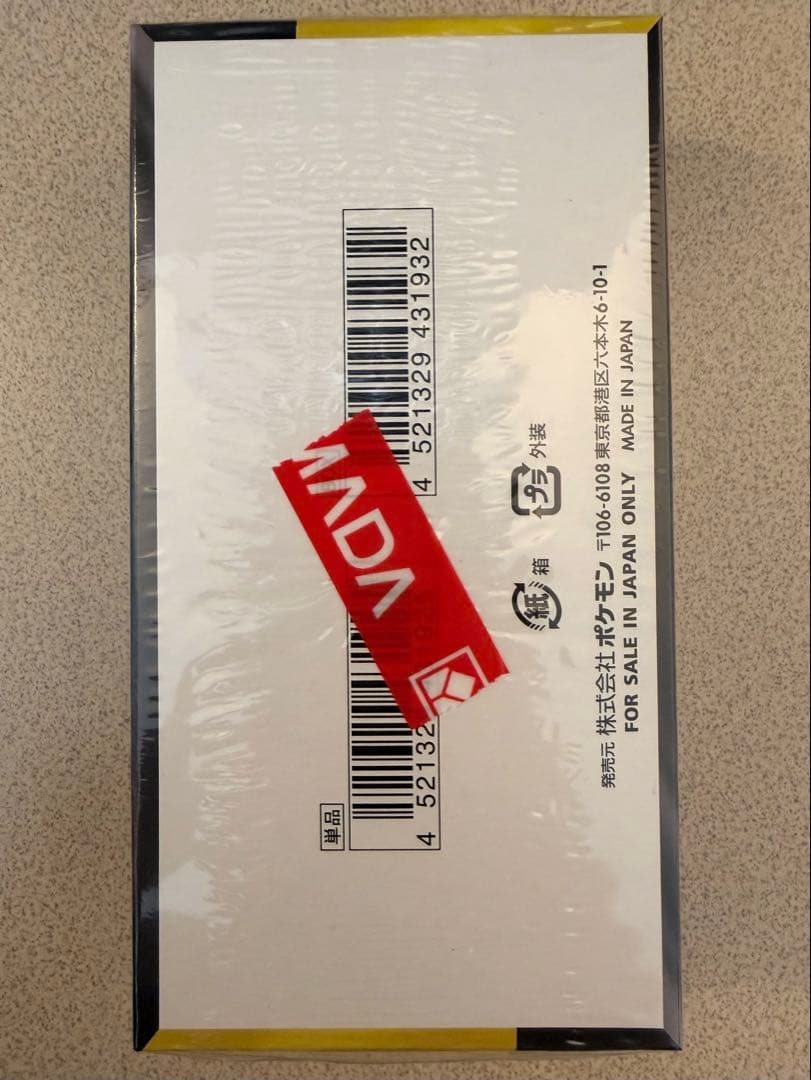 単品
4 52132
4 521329 431932
MADA
紙 箱
プラ 外装
発売元 株式会社 ポケモン 〒106-6108 東京都港区六本木6-10-1
FOR SALE IN JAPAN ONLY MADE IN JAPAN